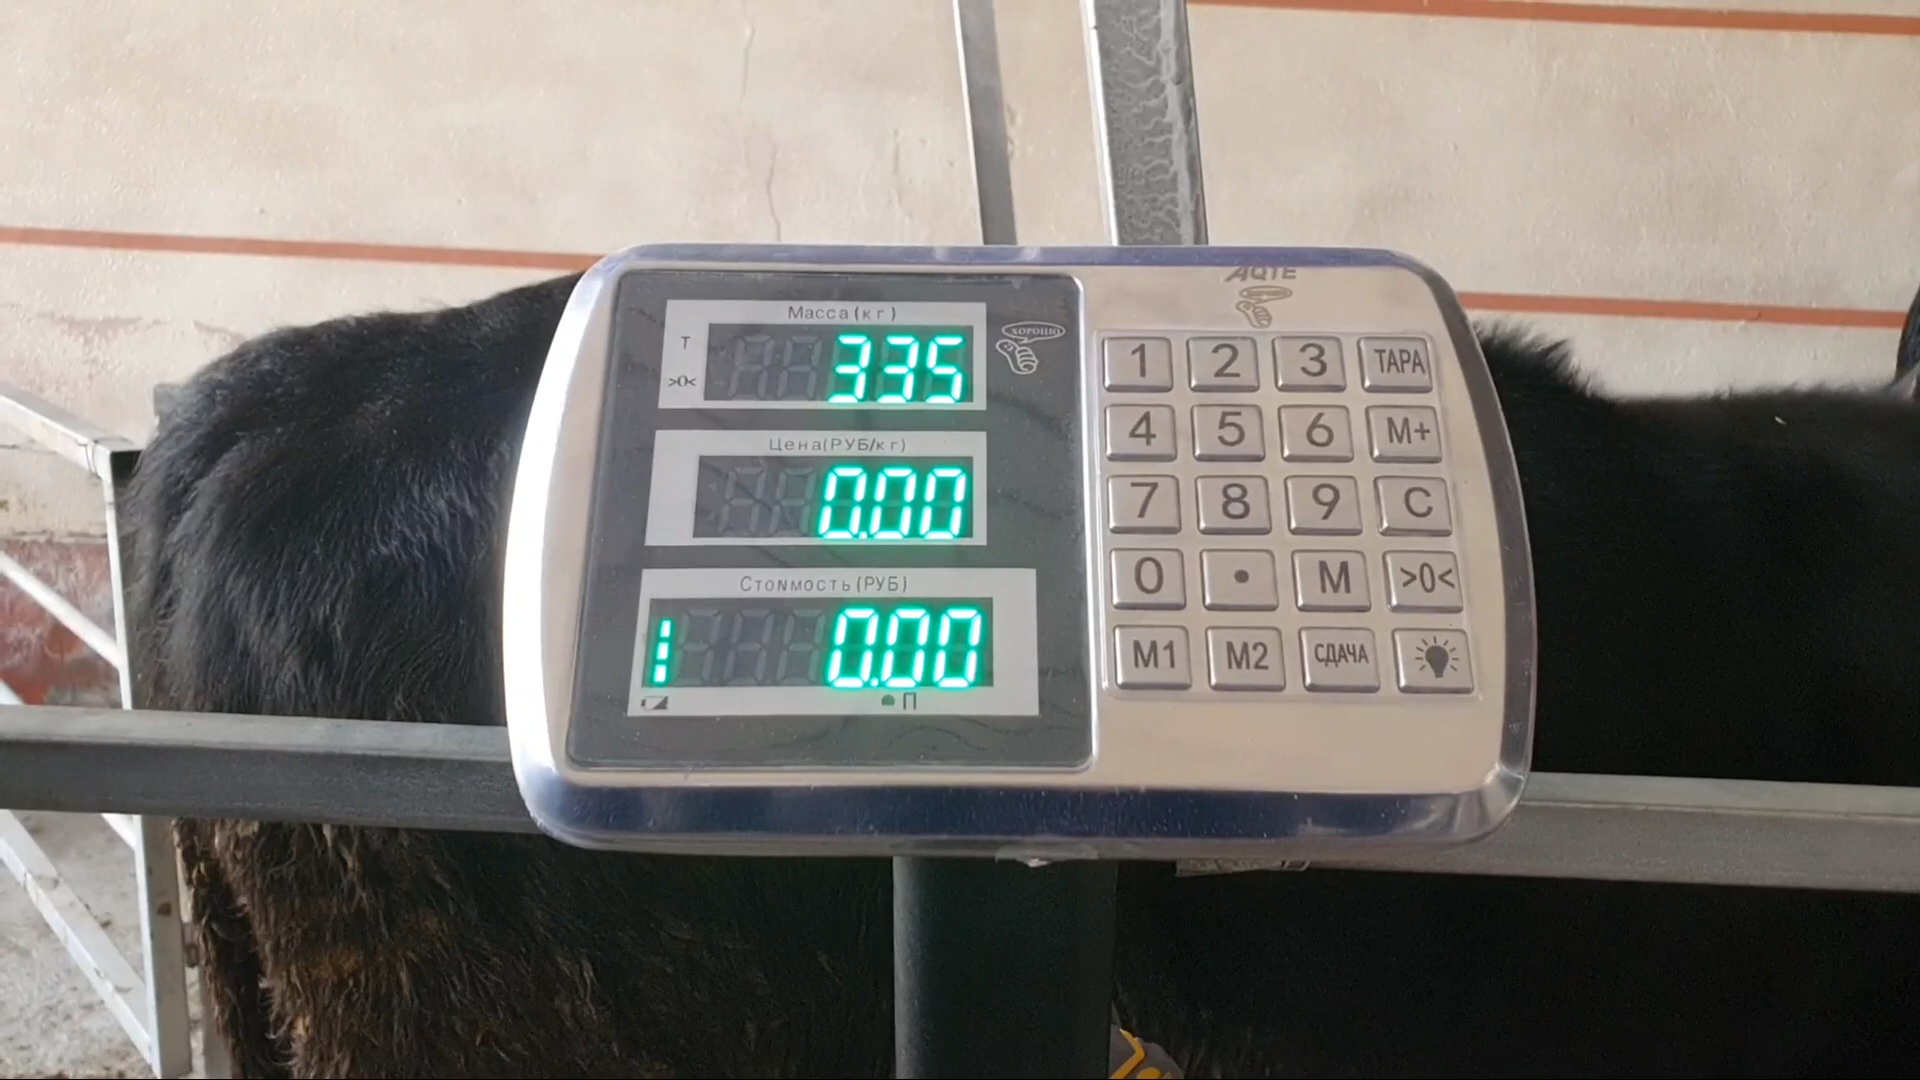 Масса(кг)
T
335
>0<
ХОРОШО
Цена(РУБ/кг)
0.00
Стоимость(РУБ)
0.00
П
AQTE
1 2 3 ТАРА
4 5 6 M+
7 8 9 C
0 • M >0<
M1 M2 СДАЧА